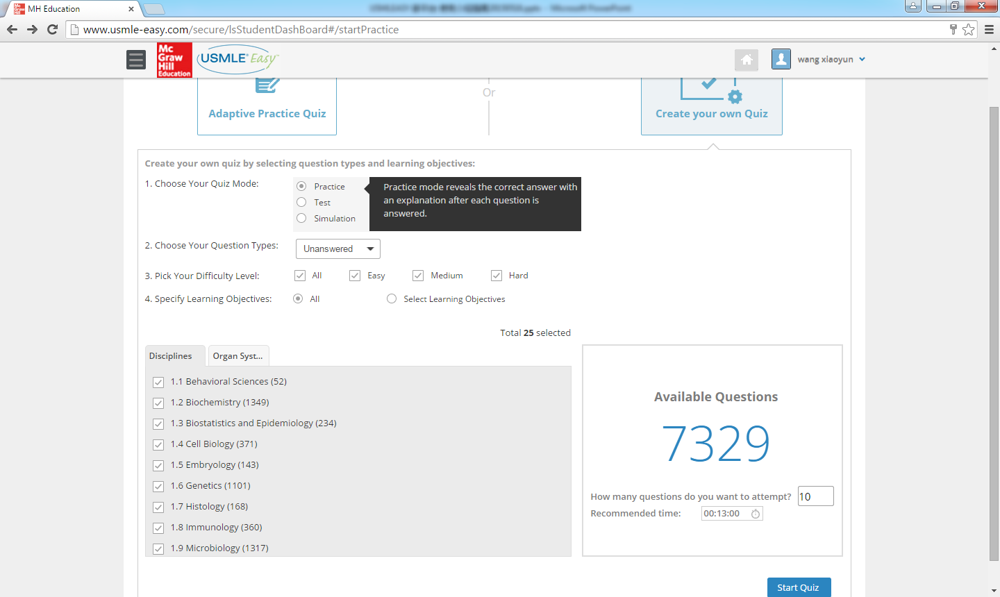 MH Education
www.usmle-easy.com/secure/lsStudentDashBoard#/startPractice
Mc
Graw
Hill
Education
USMLE® Easy™
wang xiaoyun
Adaptive Practice Quiz
Or
Create your own Quiz
Create your own quiz by selecting question types and learning objectives:
1. Choose Your Quiz Mode:
Practice
Test
Simulation
Practice mode reveals the correct answer with
an explanation after each question is
answered.
2. Choose Your Question Types:
Unanswered
3. Pick Your Difficulty Level:
All
Easy
Medium
Hard
4. Specify Learning Objectives:
All
Select Learning Objectives
Total 25 selected
Disciplines
Organ Syst...
1.1 Behavioral Sciences (52)
1.2 Biochemistry (1349)
1.3 Biostatistics and Epidemiology (234)
1.4 Cell Biology (371)
1.5 Embryology (143)
1.6 Genetics (1101)
1.7 Histology (168)
1.8 Immunology (360)
1.9 Microbiology (1317)
Available Questions
7329
How many questions do you want to attempt? 10
Recommended time: 00:13:00
Start Quiz